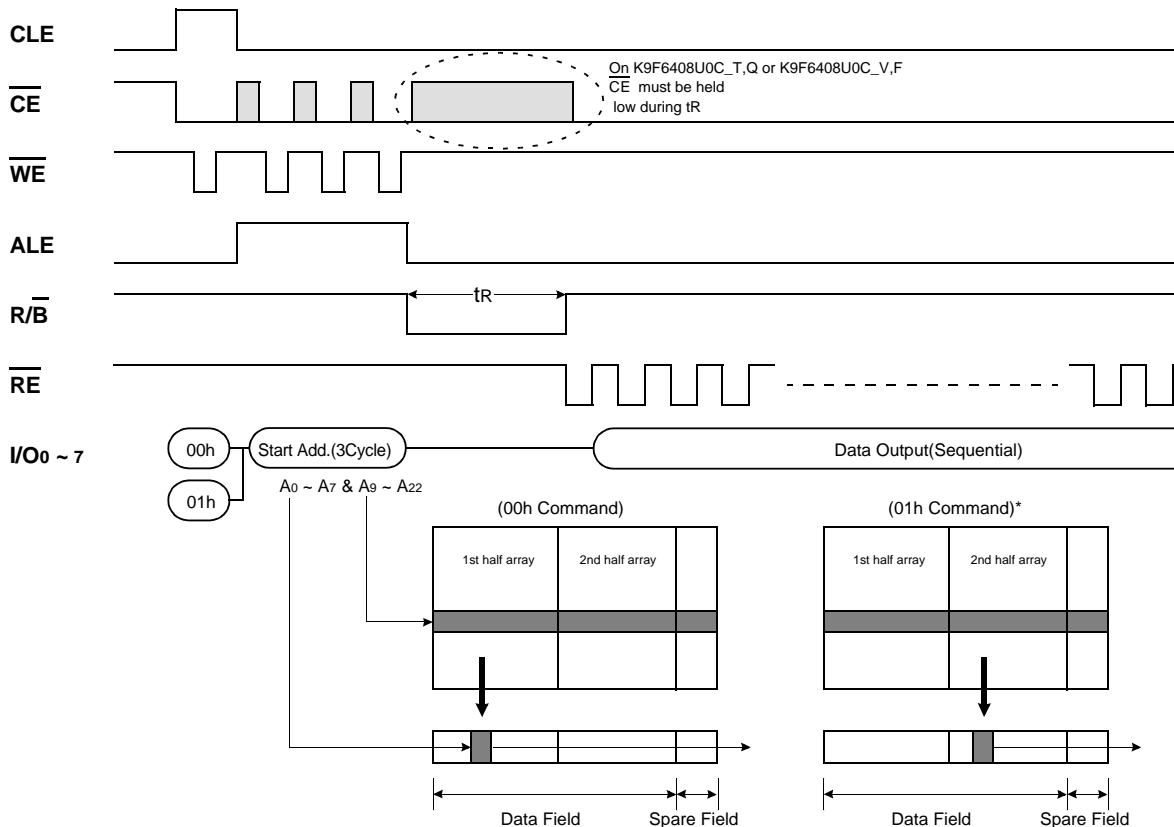 CLE
CE
On K9F6408U0C_T,Q or K9F6408U0C_V,F
CE must be held
low during tR
WE
ALE
R/B
tR
RE
I/O0 ~ 7
00h
Start Add.(3Cycle)
Data Output(Sequential)
01h
A0 ~ A7 & A9 ~ A22
(00h Command)
(01h Command)*
1st half array
2nd half array
1st half array
2nd half array
Data Field
Spare Field
Data Field
Spare Field